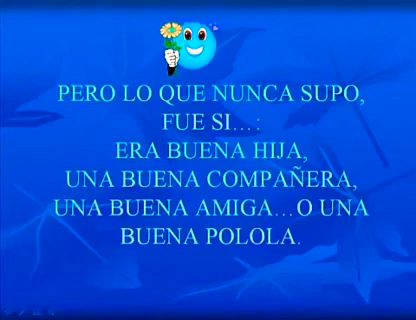 PERO LO QUE NUNCA SUPO,
FUE SI...:
ERA BUENA HIJA,
UNA BUENA COMPAÑERA,
UNA BUENA AMIGA...O UNA
BUENA POLOLA.